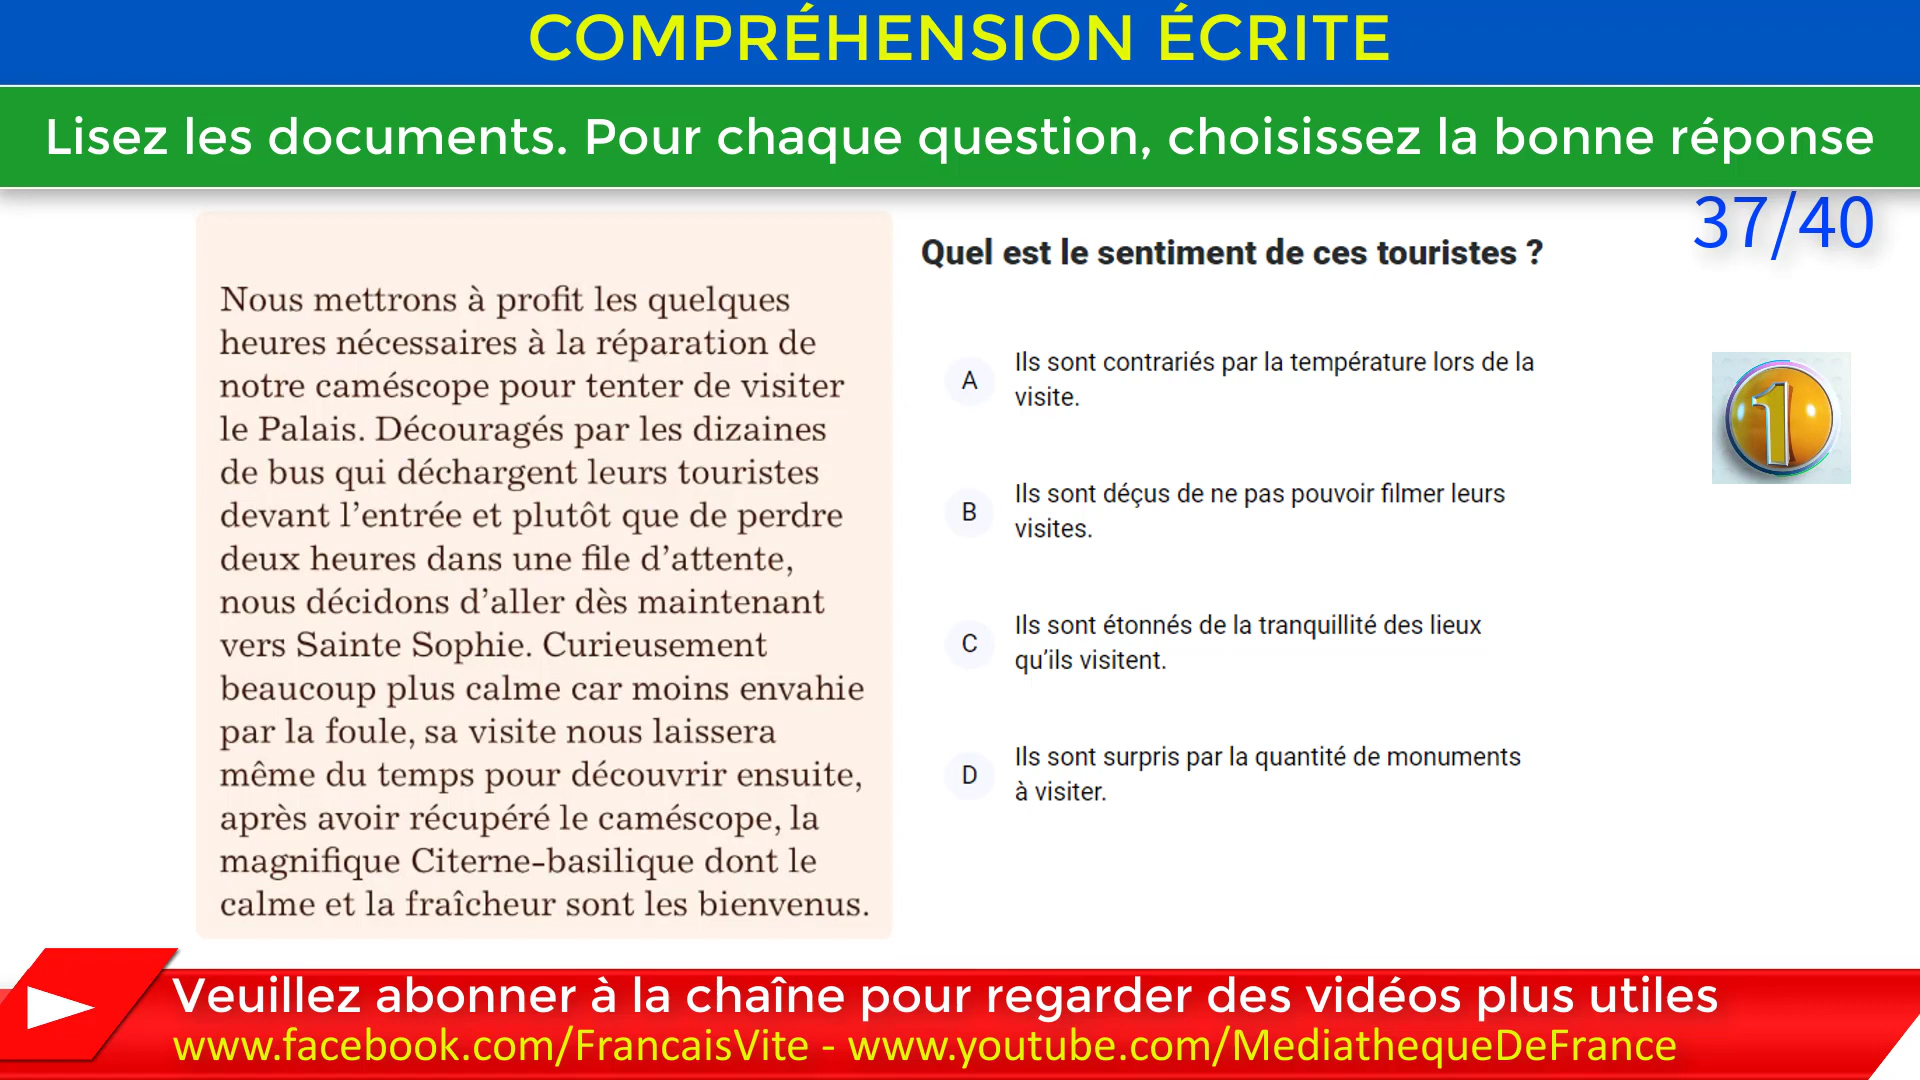 COMPRÉHENSION ÉCRITE
Lisez les documents. Pour chaque question, choisissez la bonne réponse
37/40
Nous mettrons à profit les quelques
heures nécessaires à la réparation de
notre caméscope pour tenter de visiter
le Palais. Découragés par les dizaines
de bus qui déchargent leurs touristes
devant l’entrée et plutôt que de perdre
deux heures dans une file d’attente,
nous décidons d’aller dès maintenant
vers Sainte Sophie. Curieusement
beaucoup plus calme car moins envahie
par la foule, sa visite nous laissera
même du temps pour découvrir ensuite,
après avoir récupéré le caméscope, la
magnifique Citerne-basilique dont le
calme et la fraîcheur sont les bienvenus.
Quel est le sentiment de ces touristes ?
A
Ils sont contrariés par la température lors de la
visite.
B
Ils sont déçus de ne pas pouvoir filmer leurs
visites.
C
Ils sont étonnés de la tranquillité des lieux
qu’ils visitent.
D
Ils sont surpris par la quantité de monuments
à visiter.
1
Veuillez abonner à la chaîne pour regarder des vidéos plus utiles
www.facebook.com/FrancaisVite - www.youtube.com/MediathequeDeFrance